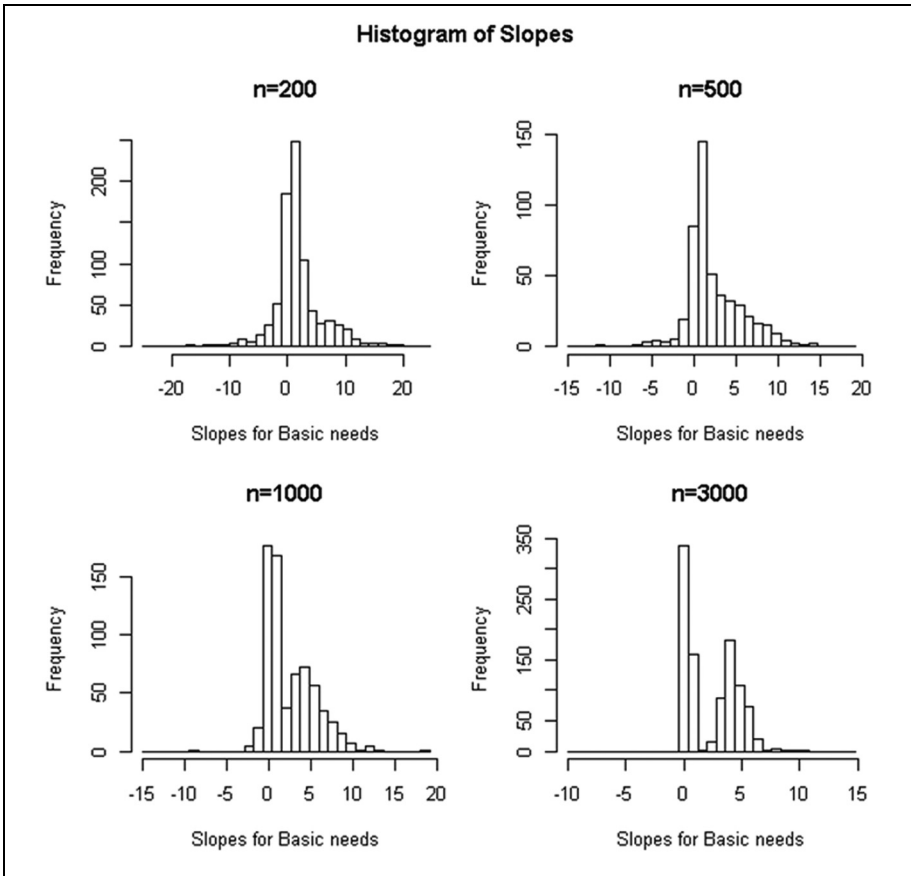 Histogram of Slopes
n=200
Frequency
0 50 100 200
-20 -10 0 10 20
Slopes for Basic needs
n=500
Frequency
0 50 100 150
-15 -10 -5 0 5 10 15 20
Slopes for Basic needs
n=1000
Frequency
0 50 100 150
-15 -10 -5 0 5 10 15 20
Slopes for Basic needs
n=3000
Frequency
0 50 150 250 350
-10 -5 0 5 10 15
Slopes for Basic needs